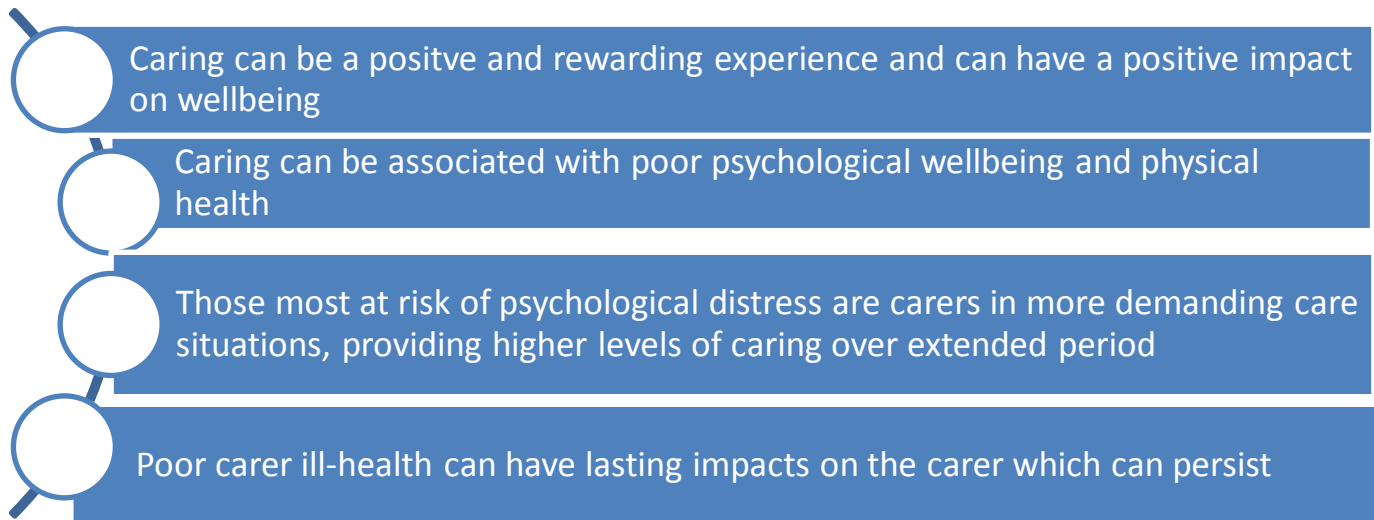 Caring can be a positve and rewarding experience and can have a positive impact
on wellbeing
Caring can be associated with poor psychological wellbeing and physical
health
Those most at risk of psychological distress are carers in more demanding care
situations, providing higher levels of caring over extended period
Poor carer ill-health can have lasting impacts on the carer which can persist